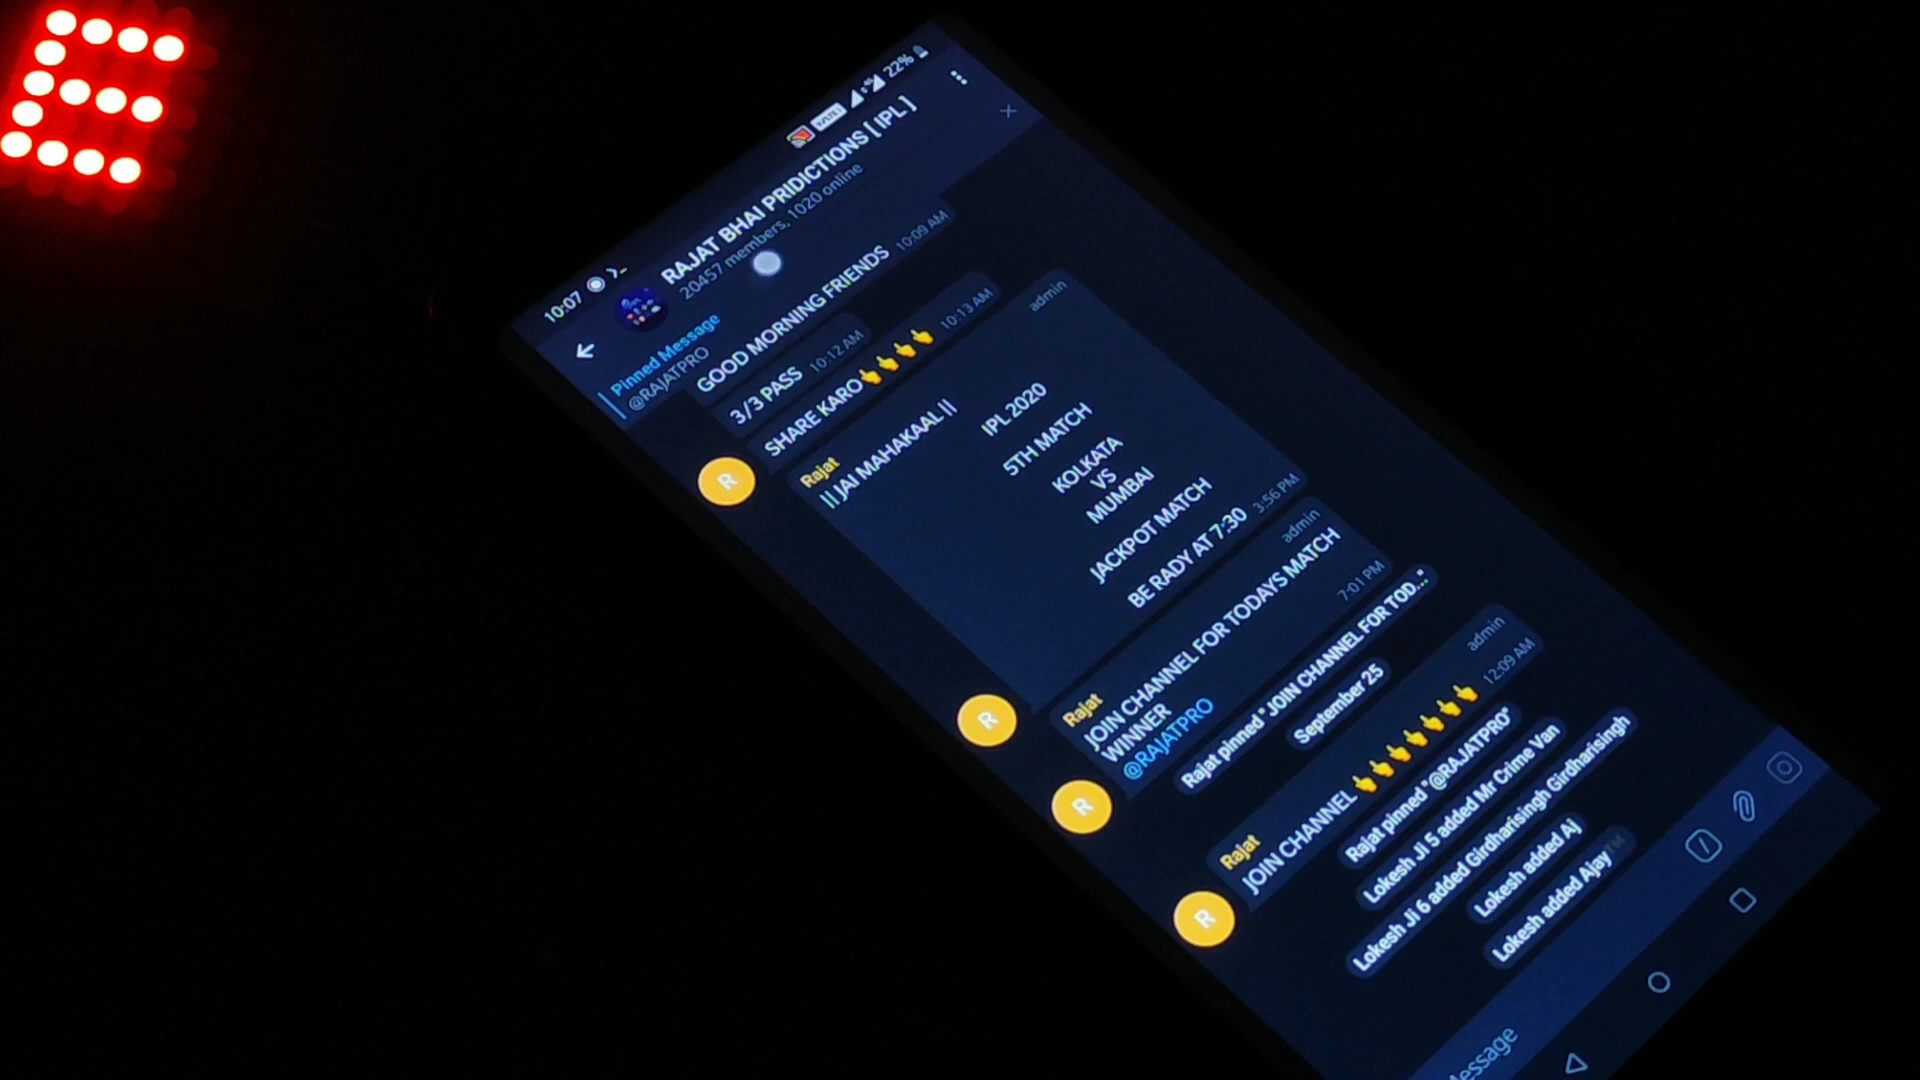 E
10:07
VoLTE
4G
22%
RAJAT BHAI PRIDICTIONS [ IPL ]
20457 members, 1020 online
Pinned Message
@RAJATPRO
GOOD MORNING FRIENDS 10:09 AM
3/3 PASS 10:12 AM
SHARE KARO👆👆👆👆 10:13 AM
R
Rajat admin
|| JAI MAHAKAAL ||
IPL 2020
5TH MATCH
KOLKATA
VS
MUMBAI
JACKPOT MATCH
BE RADY AT 7:30 3:56 PM
R
Rajat admin
JOIN CHANNEL FOR TODAYS MATCH
WINNER
@RAJATPRO 7:01 PM
R
Rajat pinned "JOIN CHANNEL FOR TOD..."
September 25
Rajat admin
JOIN CHANNEL 👆👆👆👆👆👆👆 12:09 AM
R
Rajat pinned "@RAJATPRO"
Lokesh Ji 5 added Mr Crime Van
Lokesh Ji 6 added Girdharisingh Girdharisingh
Lokesh added Aj
Lokesh added Ajay™
Message